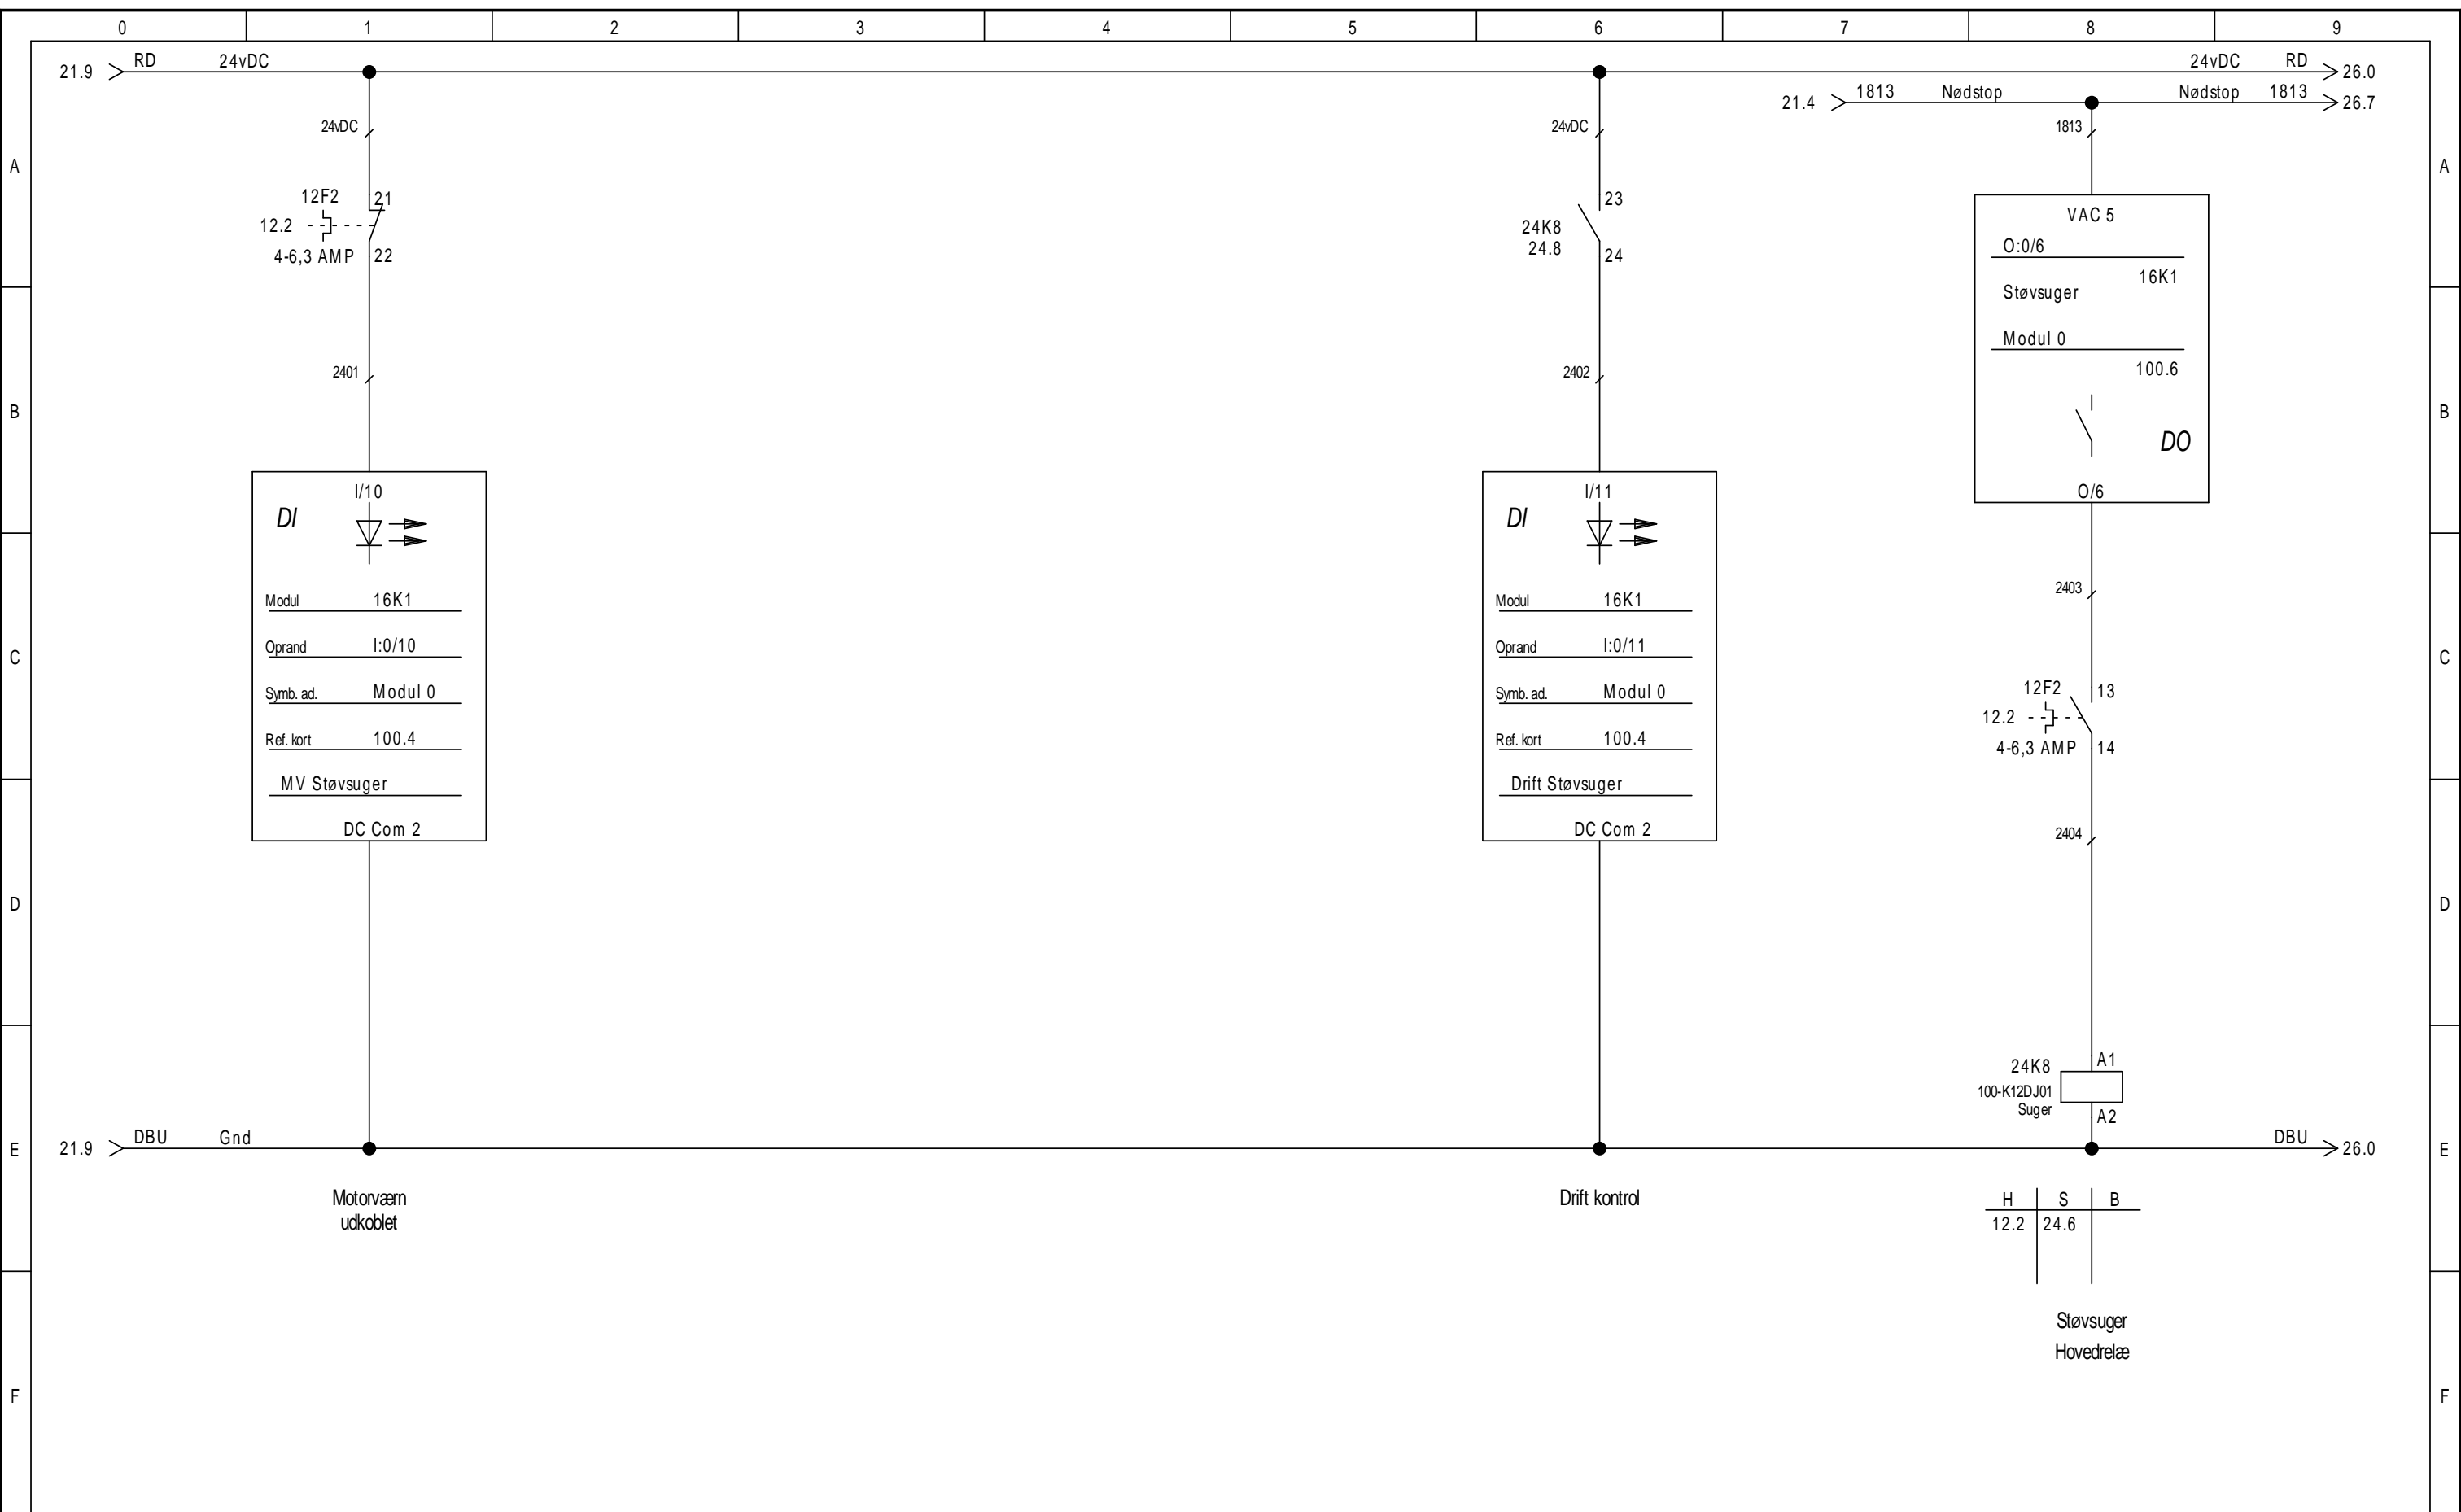 0 1 2 3 4 5 6 7 8 9
21.9 RD 24vDC 24vDC RD 26.0
21.4 1813 Nødstop Nødstop 1813 26.7
24vDC 24vDC 1813
A A
12F2 21
12.2
4-6,3 AMP 22
23
24K8
24.8 24
VAC 5
O:0/6
16K1
Støvsuger
Modul 0
100.6
DO
O/6
2401 2402
B B
I/10
DI
Modul 16K1
Oprand I:0/10
Symb. ad. Modul 0
Ref. kort 100.4
MV Støvsuger
DC Com 2
I/11
DI
Modul 16K1
Oprand I:0/11
Symb. ad. Modul 0
Ref. kort 100.4
Drift Støvsuger
DC Com 2
2403
C C
12F2 13
12.2
4-6,3 AMP 14
2404
D D
24K8 A1
100-K12DJ01
Suger
A2
21.9 DBU Gnd DBU 26.0
E E
Motorværn
udkoblet
Drift kontrol
H S B
12.2 24.6
Støvsuger
Hovedrelæ
F F